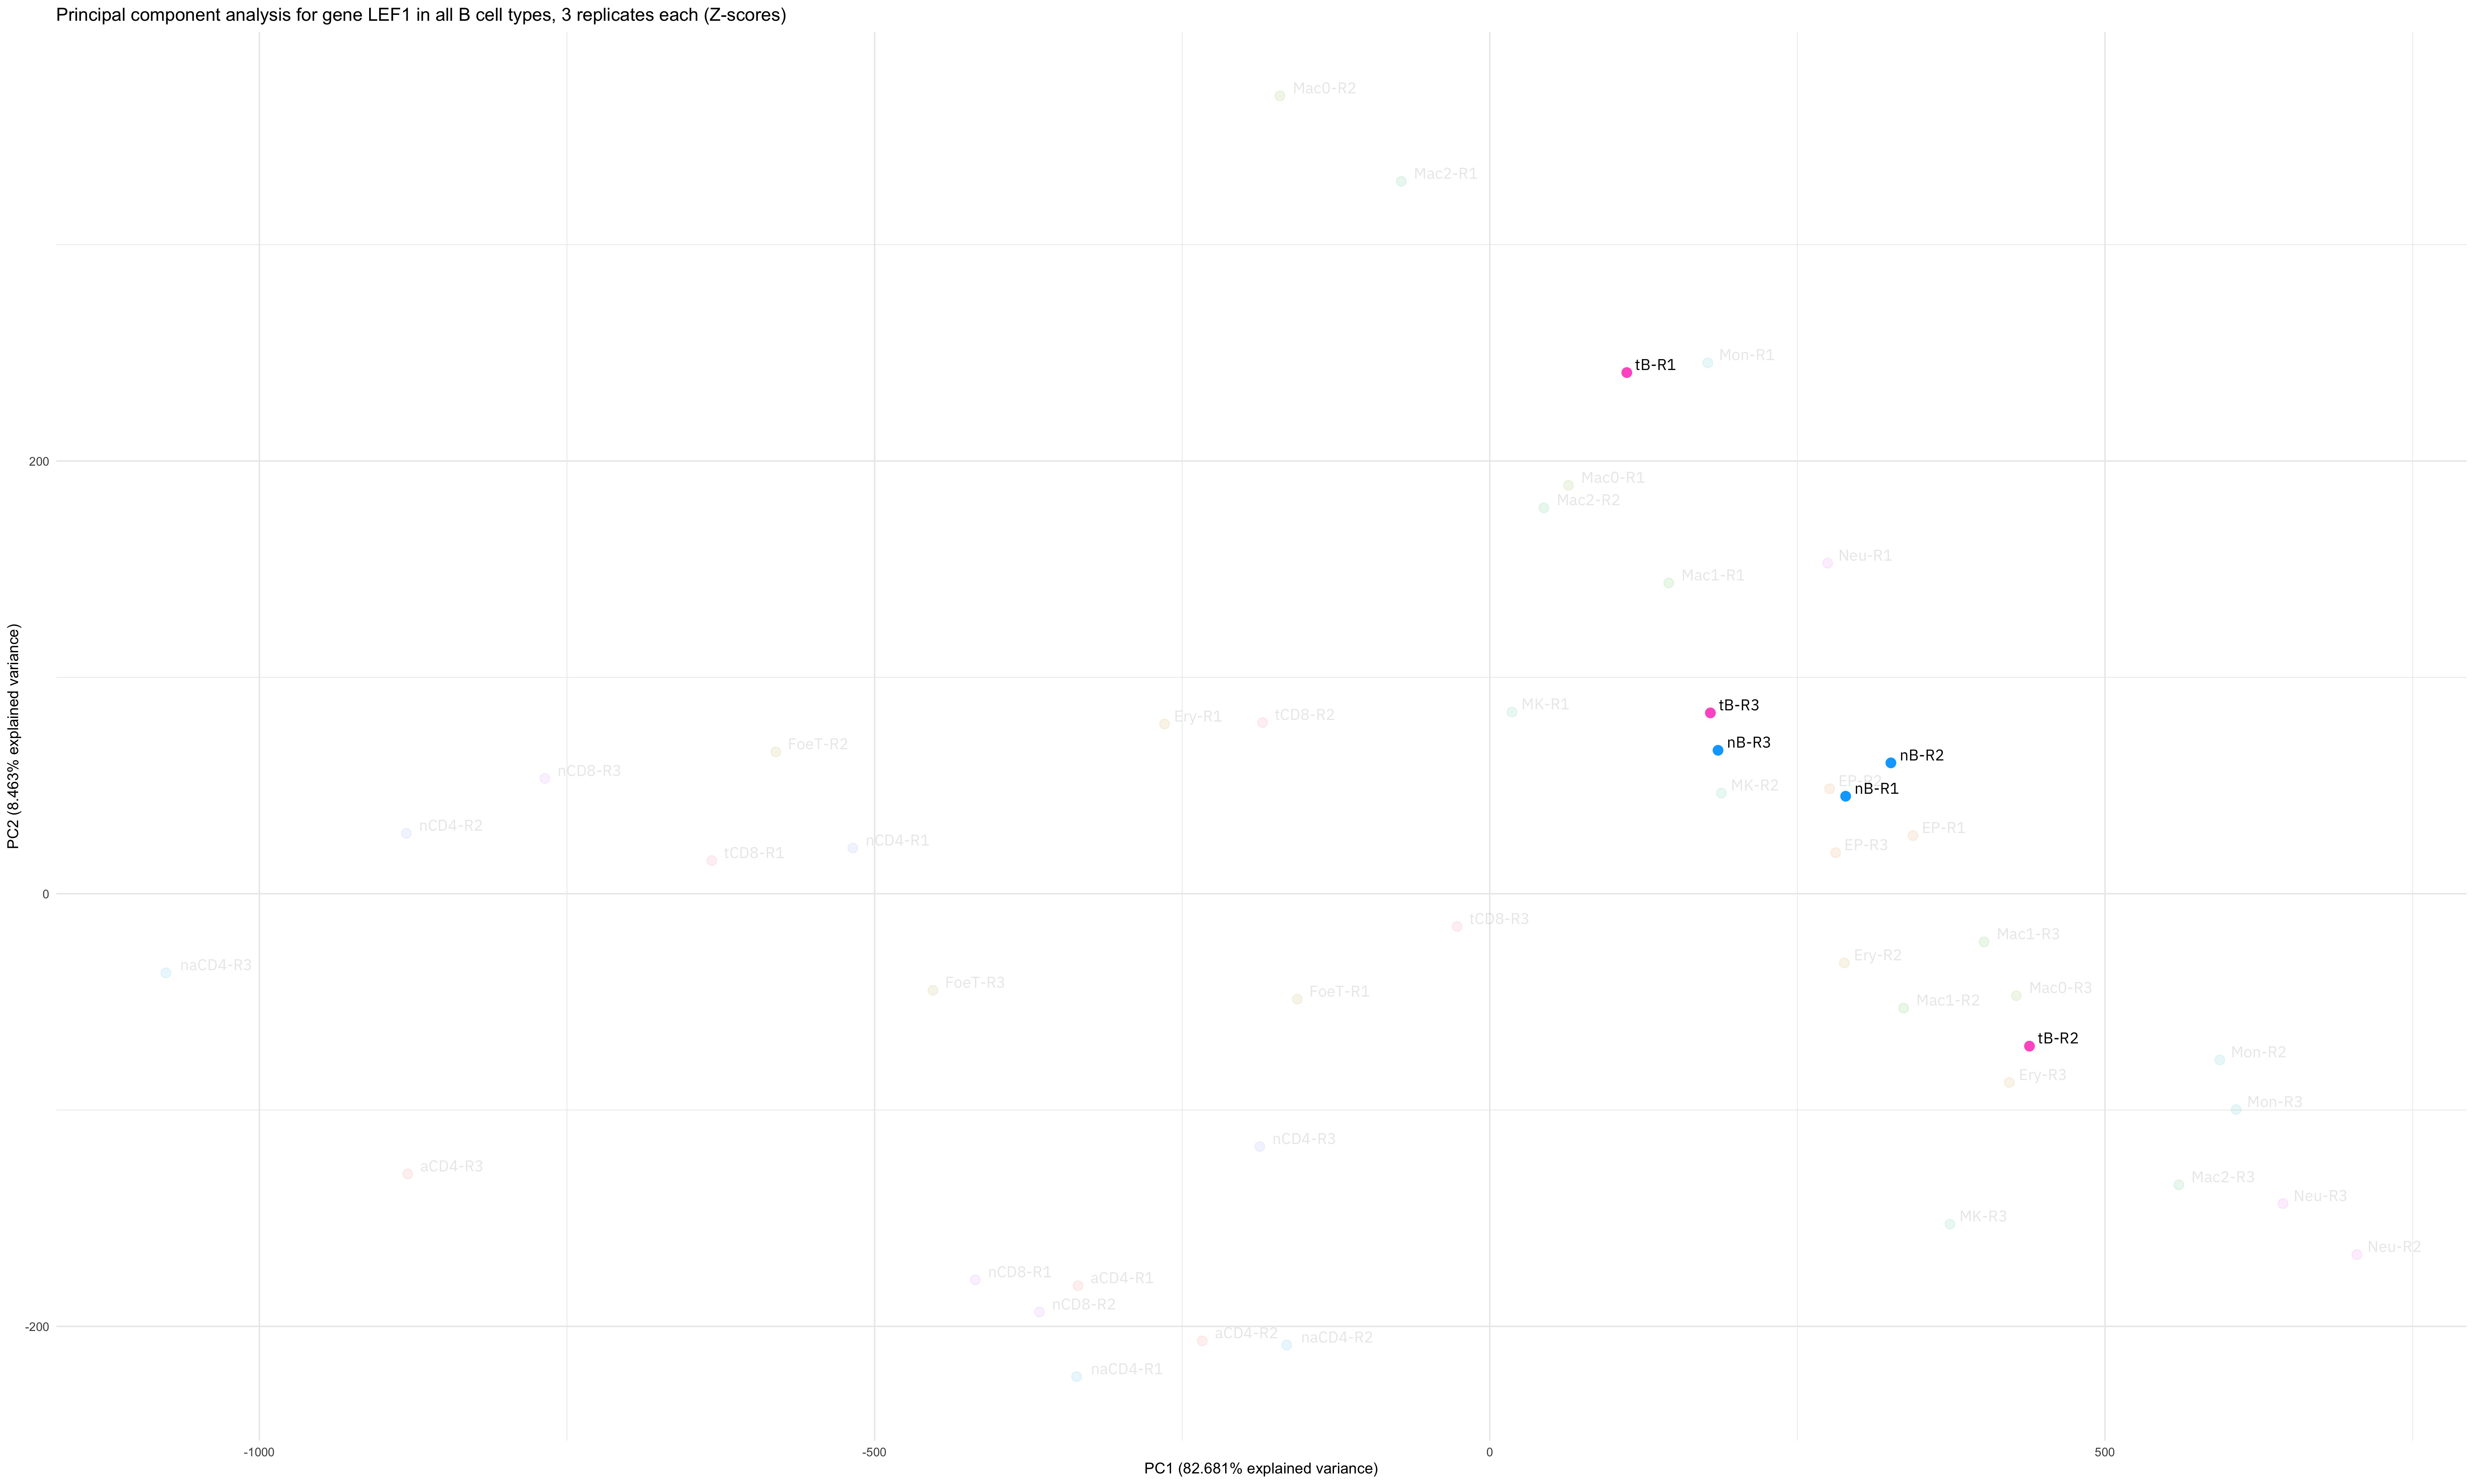 Principal component analysis for gene LEF1 in all B cell types, 3 replicates each (Z-scores)
Mac0-R2
Mac2-R1
Mon-R1
tB-R1
200
Mac0-R1
Mac2-R2
Neu-R1
Mac1-R1
MK-R1
tB-R3
Ery-R1
tCD8-R2
FoeT-R2
nB-R3
nB-R2
nCD8-R3
EP-R2
MK-R2
nB-R1
nCD4-R2
EP-R1
nCD4-R1
tCD8-R1
EP-R3
0
tCD8-R3
Mac1-R3
Ery-R2
naCD4-R3
FoeT-R3
Mac0-R3
FoeT-R1
Mac1-R2
tB-R2
Mon-R2
Ery-R3
Mon-R3
nCD4-R3
aCD4-R3
Mac2-R3
Neu-R3
MK-R3
Neu-R2
nCD8-R1
aCD4-R1
nCD8-R2
-200
aCD4-R2
naCD4-R2
naCD4-R1
-1000
-500
0
500
PC1 (82.681% explained variance)
PC2 (8.463% explained variance)